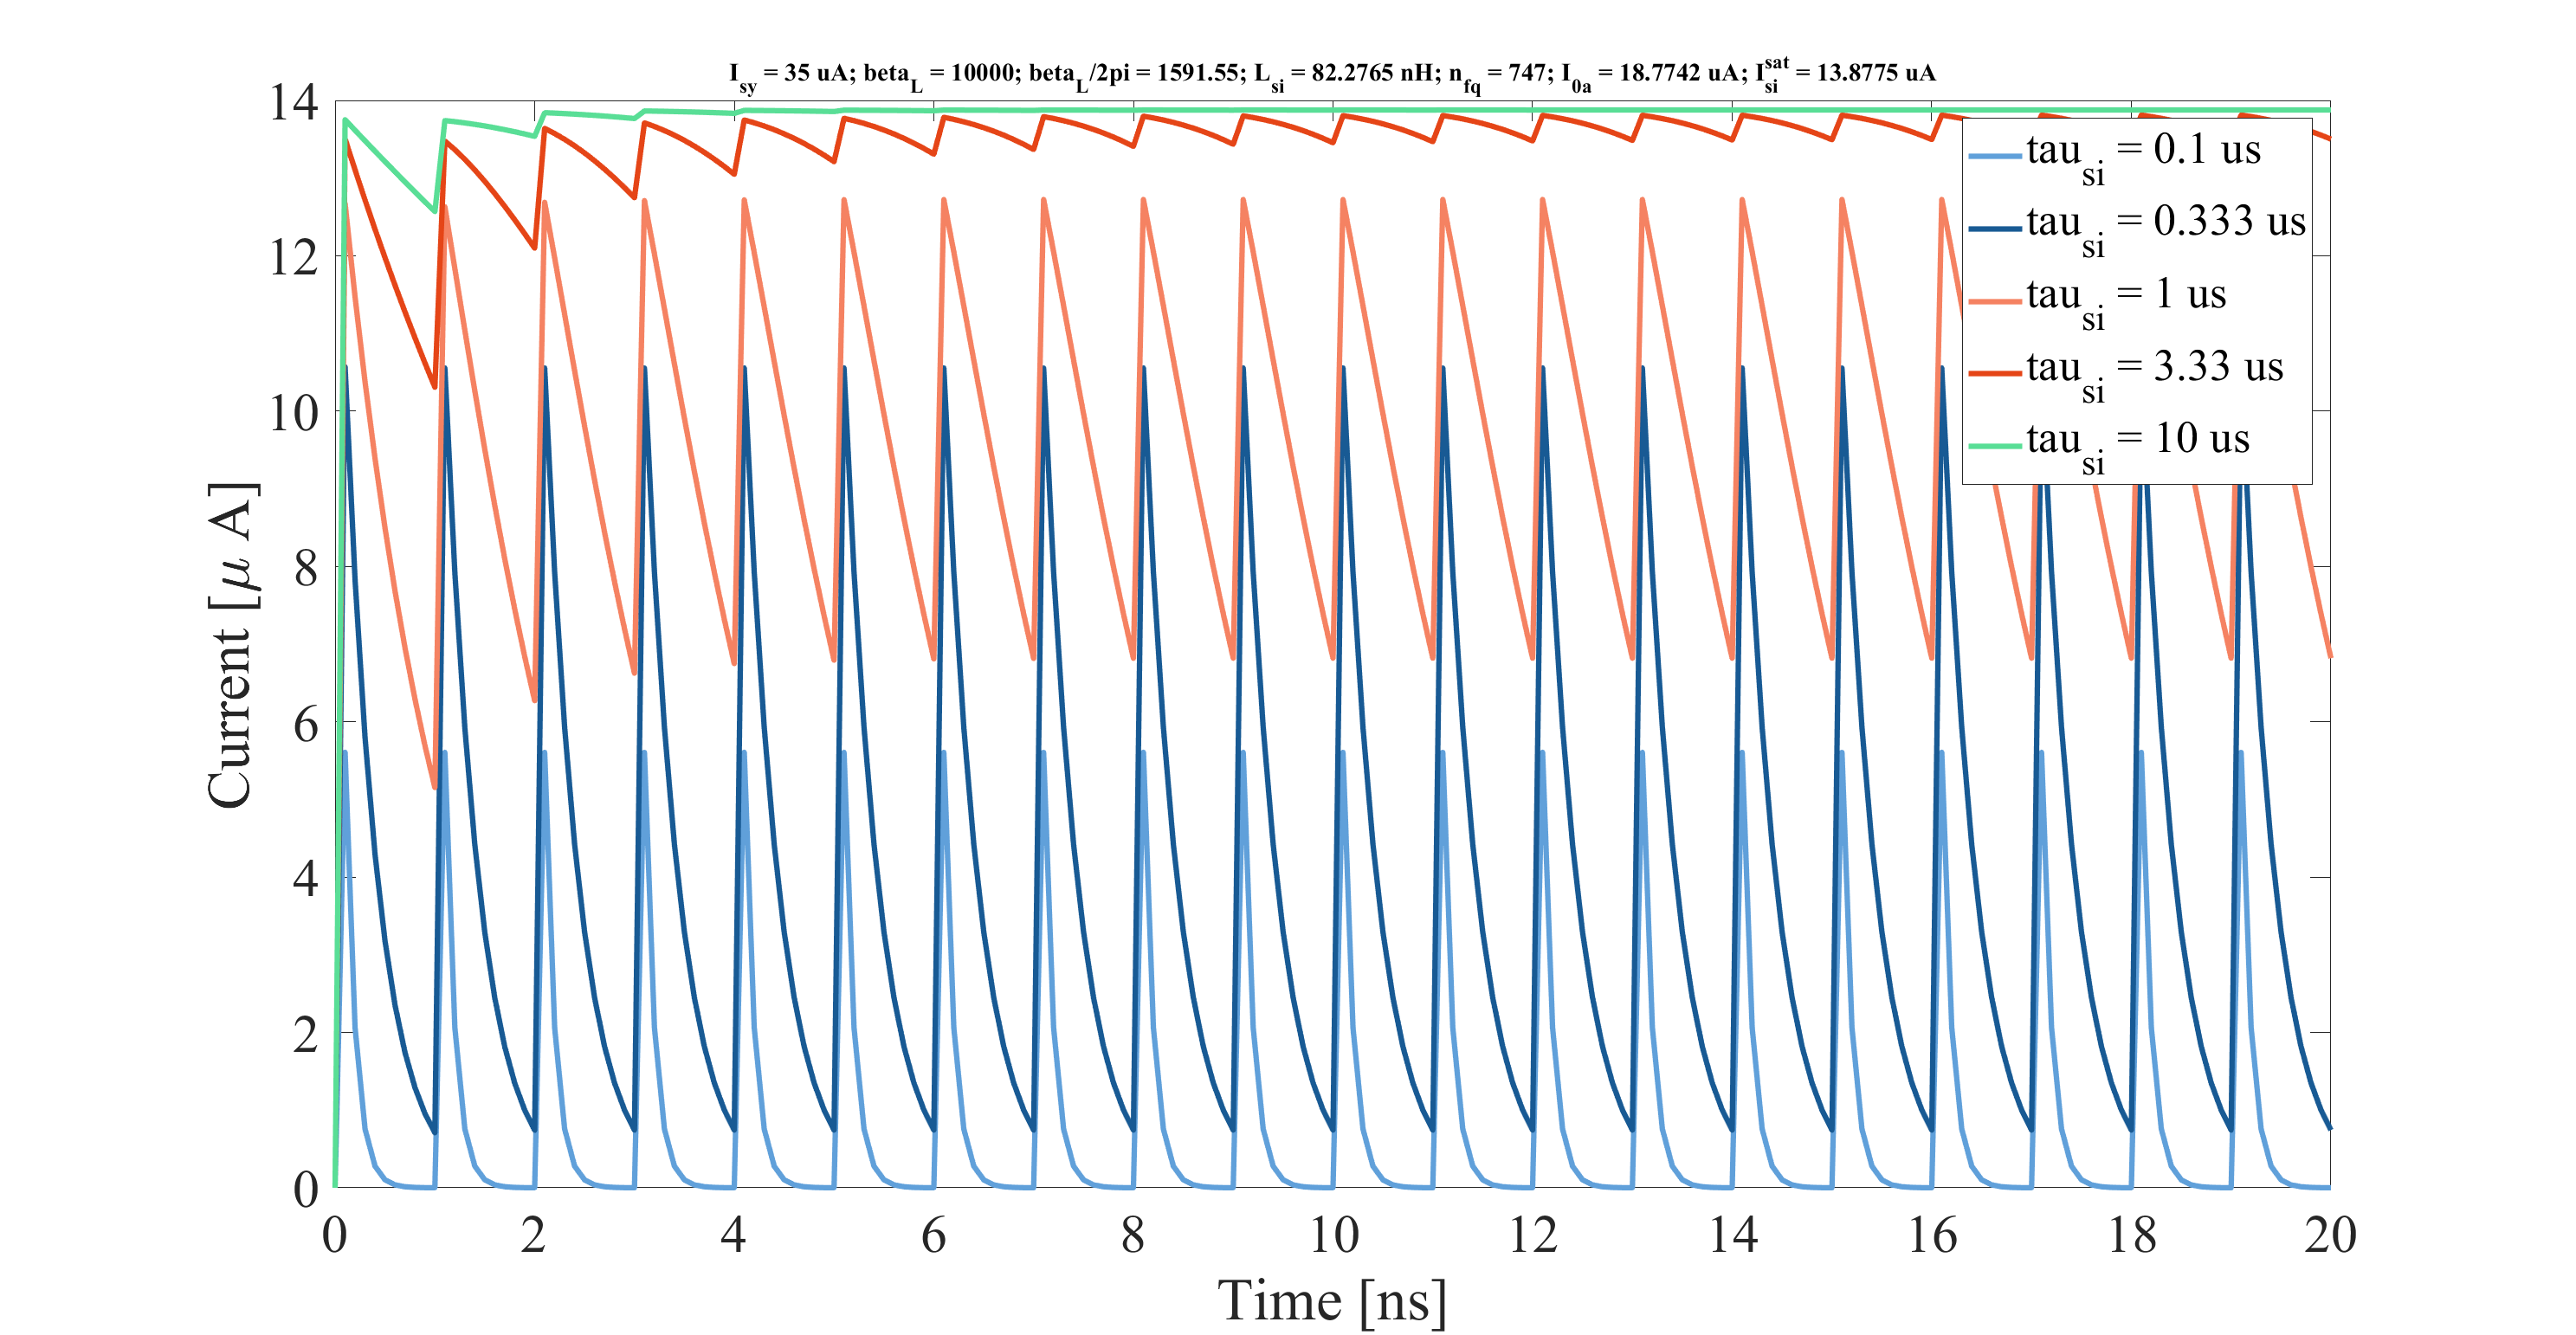 I_sy = 35 uA; beta_L = 10000; beta_L/2pi = 1591.55; L_si = 82.2765 nH; n_fq = 747; I_0a = 18.7742 uA; I_si^sat = 13.8775 uA
14
12
10
8
6
4
2
0
Current [μ A]
tau_si = 0.1 us
tau_si = 0.333 us
tau_si = 1 us
tau_si = 3.33 us
tau_si = 10 us
0 2 4 6 8 10 12 14 16 18 20
Time [ns]